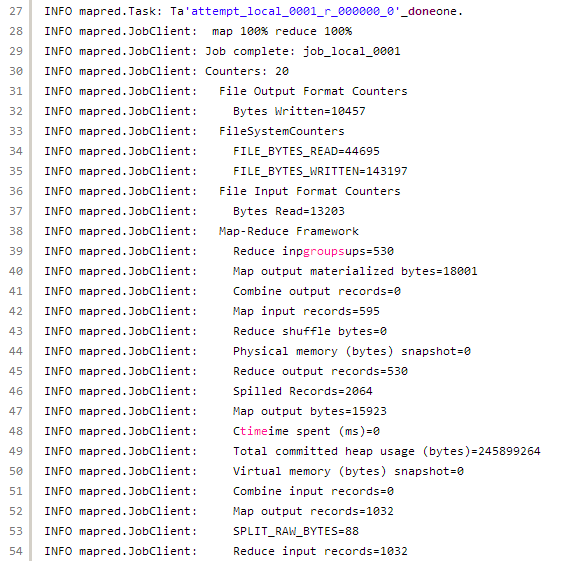 27 INFO mapred.Task: Ta'attempt_local_0001_r_000000_0'_doneone.
28 INFO mapred.JobClient:  map 100% reduce 100%
29 INFO mapred.JobClient: Job complete: job_local_0001
30 INFO mapred.JobClient: Counters: 20
31 INFO mapred.JobClient:   File Output Format Counters
32 INFO mapred.JobClient:     Bytes Written=10457
33 INFO mapred.JobClient:   FileSystemCounters
34 INFO mapred.JobClient:     FILE_BYTES_READ=44695
35 INFO mapred.JobClient:     FILE_BYTES_WRITTEN=143197
36 INFO mapred.JobClient:   File Input Format Counters
37 INFO mapred.JobClient:     Bytes Read=13203
38 INFO mapred.JobClient:   Map-Reduce Framework
39 INFO mapred.JobClient:     Reduce inpgroupsups=530
40 INFO mapred.JobClient:     Map output materialized bytes=18001
41 INFO mapred.JobClient:     Combine output records=0
42 INFO mapred.JobClient:     Map input records=595
43 INFO mapred.JobClient:     Reduce shuffle bytes=0
44 INFO mapred.JobClient:     Physical memory (bytes) snapshot=0
45 INFO mapred.JobClient:     Reduce output records=530
46 INFO mapred.JobClient:     Spilled Records=2064
47 INFO mapred.JobClient:     Map output bytes=15923
48 INFO mapred.JobClient:     Ctimeime spent (ms)=0
49 INFO mapred.JobClient:     Total committed heap usage (bytes)=245899264
50 INFO mapred.JobClient:     Virtual memory (bytes) snapshot=0
51 INFO mapred.JobClient:     Combine input records=0
52 INFO mapred.JobClient:     Map output records=1032
53 INFO mapred.JobClient:     SPLIT_RAW_BYTES=88
54 INFO mapred.JobClient:     Reduce input records=1032